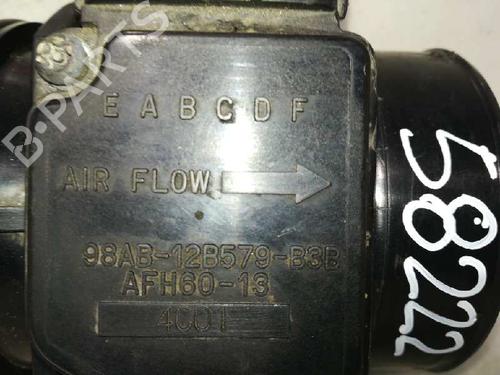 E A B C D F
AIR FLOW
98AB-12B579-B3B
AFH60-13
4C01
58222
B-PARTS